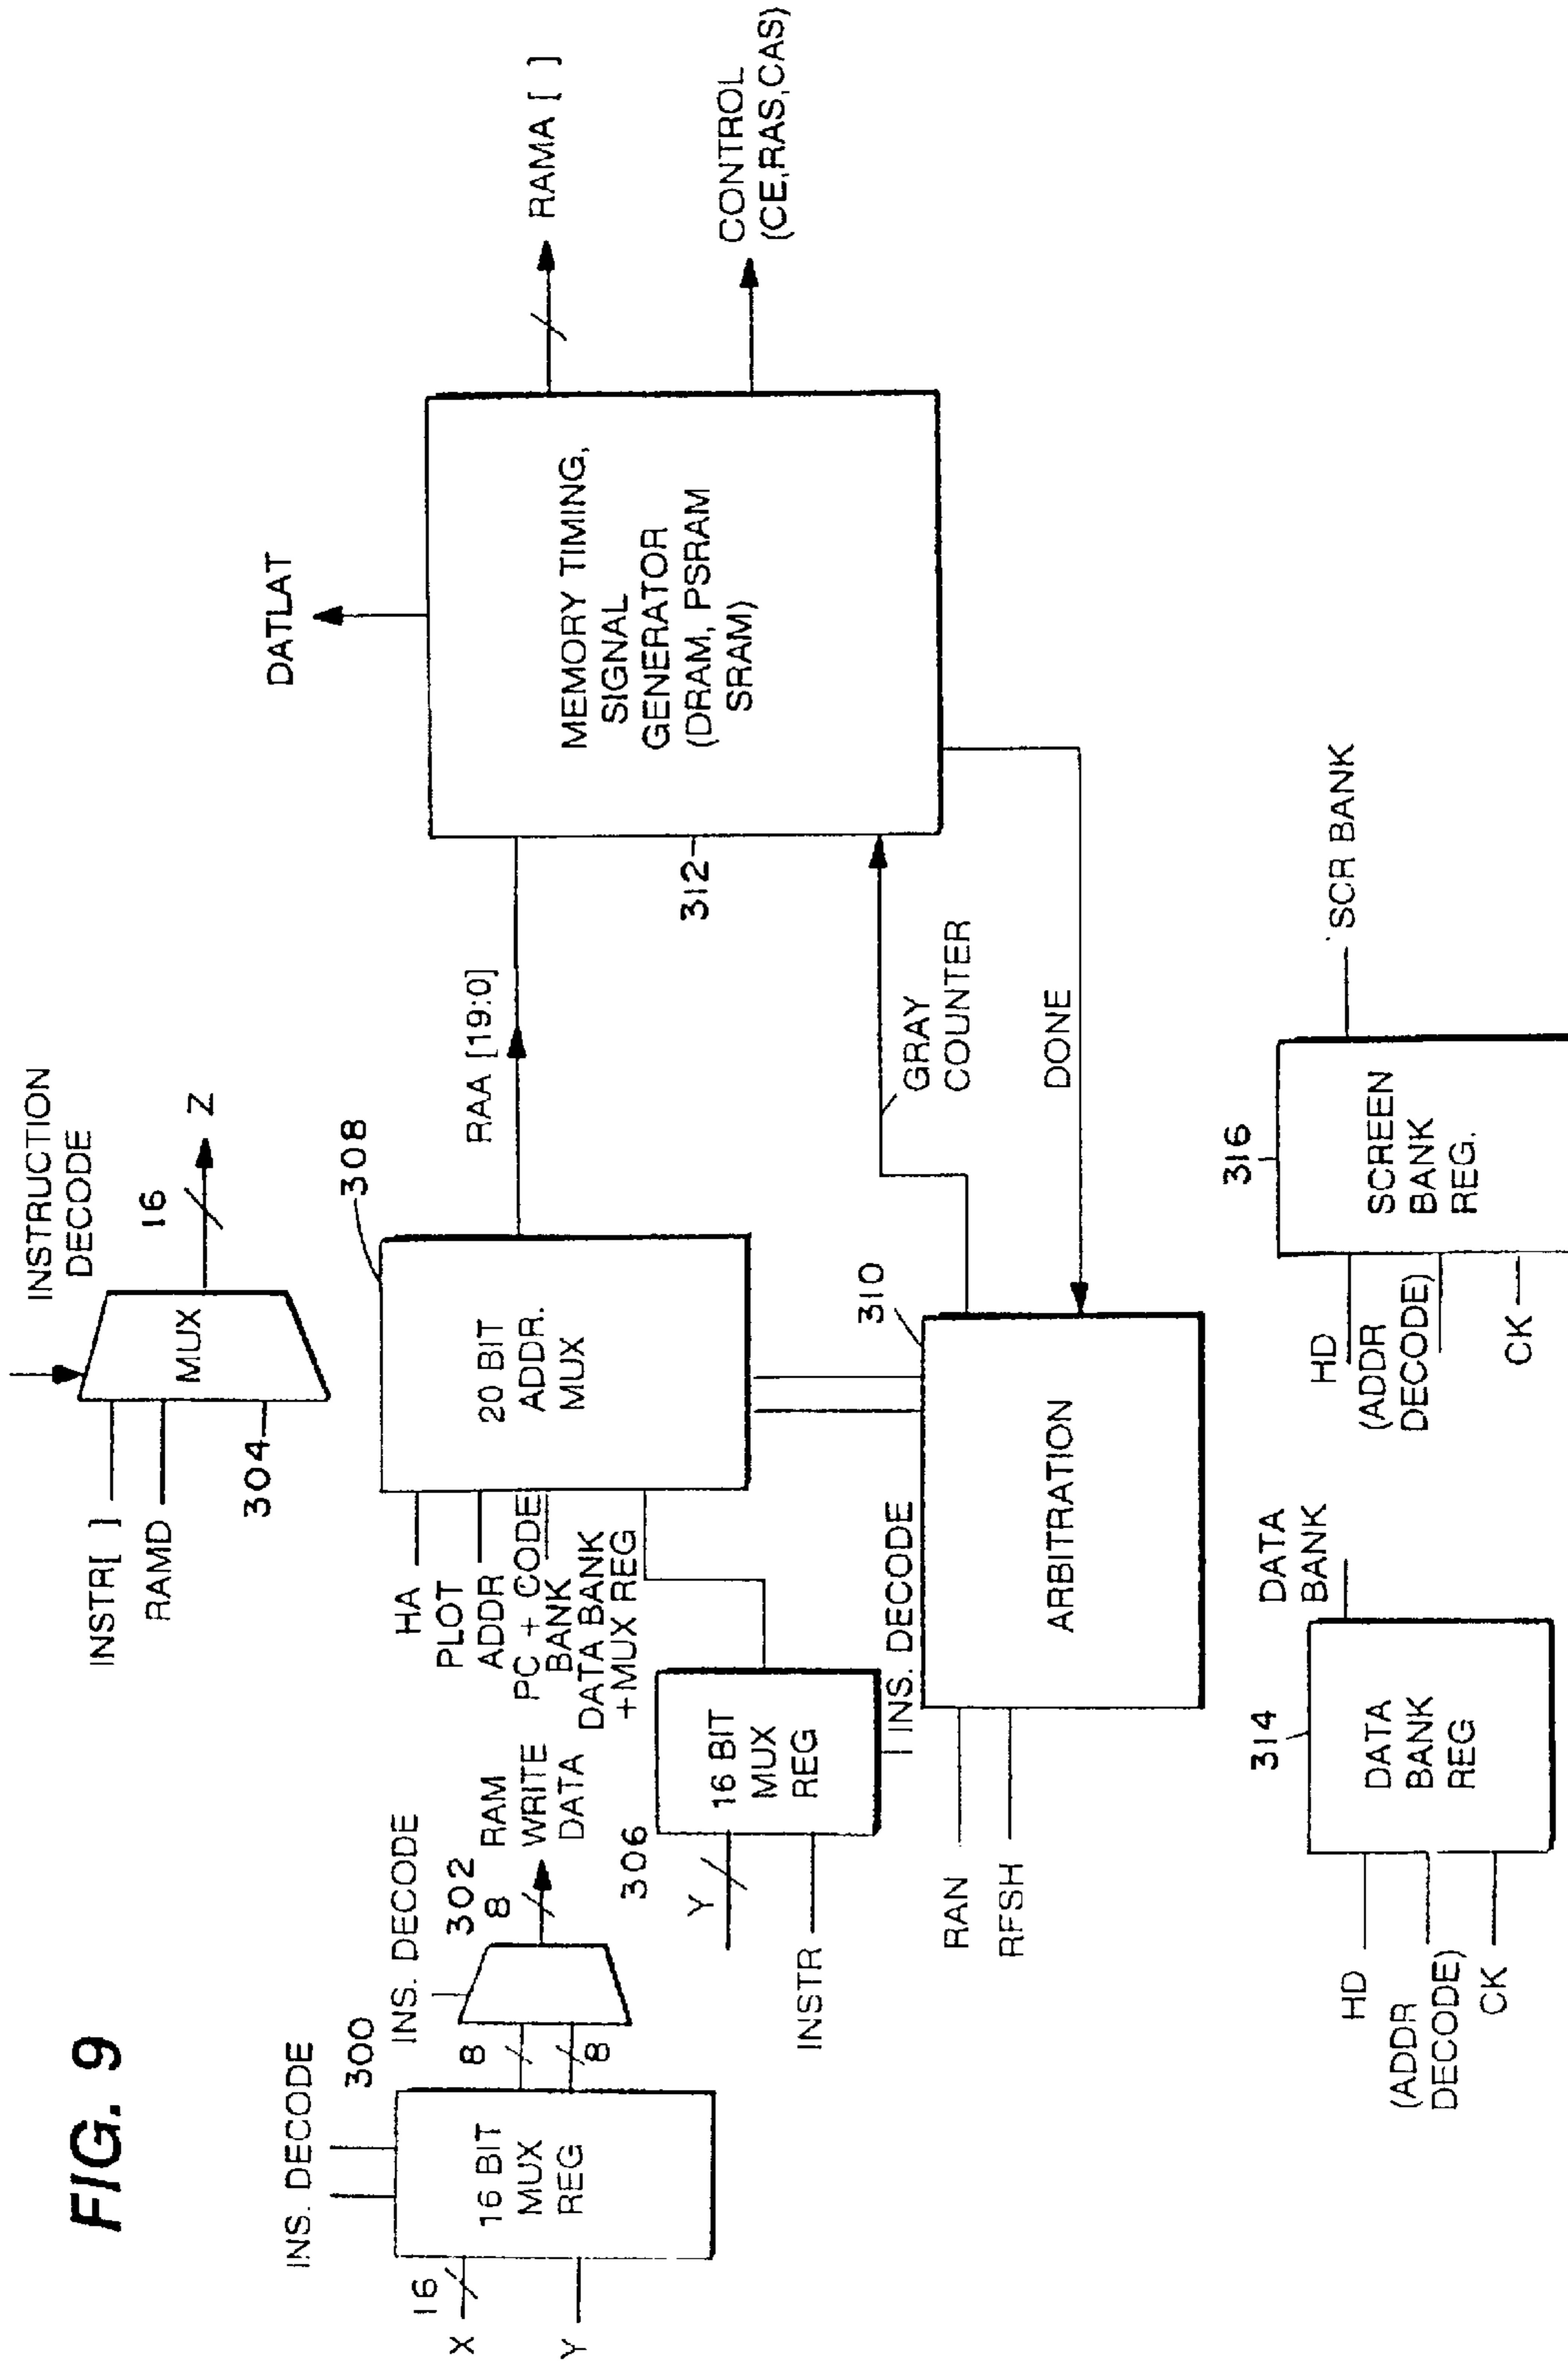 FIG. 9
INS. DECODE
300
X
16
Y
16 BIT
MUX
REG
8
8
INS. DECODE
302
8
RAM
WRITE
DATA
INSTRUCTION
DECODE
INSTR[ ]
RAMD
304
MUX
16
Z
306
Y
INSTR
16 BIT
MUX
REG
INS. DECODE
HA
PLOT
ADDR
PC + CODE
BANK
DATA BANK
+MUX REG
308
20 BIT
ADDR.
MUX
RAA [19:0]
RAN
RFSH
310
ARBITRATION
GRAY
COUNTER
DONE
312
MEMORY TIMING,
SIGNAL
GENERATOR
(DRAM, PSRAM
SRAM)
DATLAT
RAMA [ ]
CONTROL
(CE,RAS,CAS)
314
HD
(ADDR
DECODE)
CK
DATA
BANK
REG
DATA
BANK
316
HD
(ADDR
DECODE)
CK
SCREEN
BANK
REG.
SCR BANK